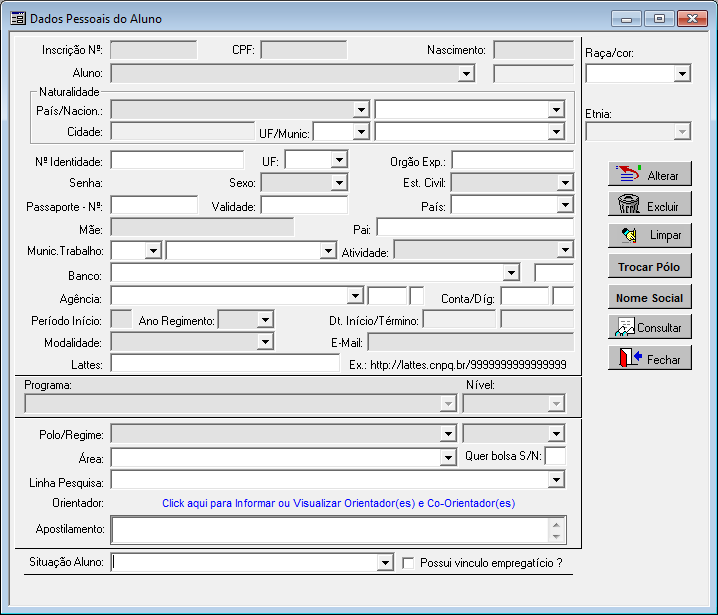 Dados Pessoais do Aluno
Inscrição Nº: CPF: Nascimento:
Raça/cor:
Aluno:
Naturalidade
País/Nacion.:
Etnia:
Cidade: UF/Munic:
Nº Identidade: UF: Orgão Exp.:
Alterar
Senha: Sexo: Est. Civil:
Passaporte - Nº: Validade: País:
Excluir
Mãe: Pai:
Limpar
Munic.Trabalho: Atividade:
Trocar Pólo
Banco:
Agência: Conta/Díg:
Nome Social
Período Início: Ano Regimento: Dt. Início/Término:
Consultar
Modalidade: E-Mail:
Fechar
Lattes: Ex.: http://lattes.cnpq.br/9999999999999999
Programa: Nível:
Polo/Regime:
Área: Quer bolsa S/N:
Linha Pesquisa:
Orientador: Click aqui para Informar ou Visualizar Orientador(es) e Co-Orientador(es)
Apostilamento:
Situação Aluno: Possui vinculo empregatício ?